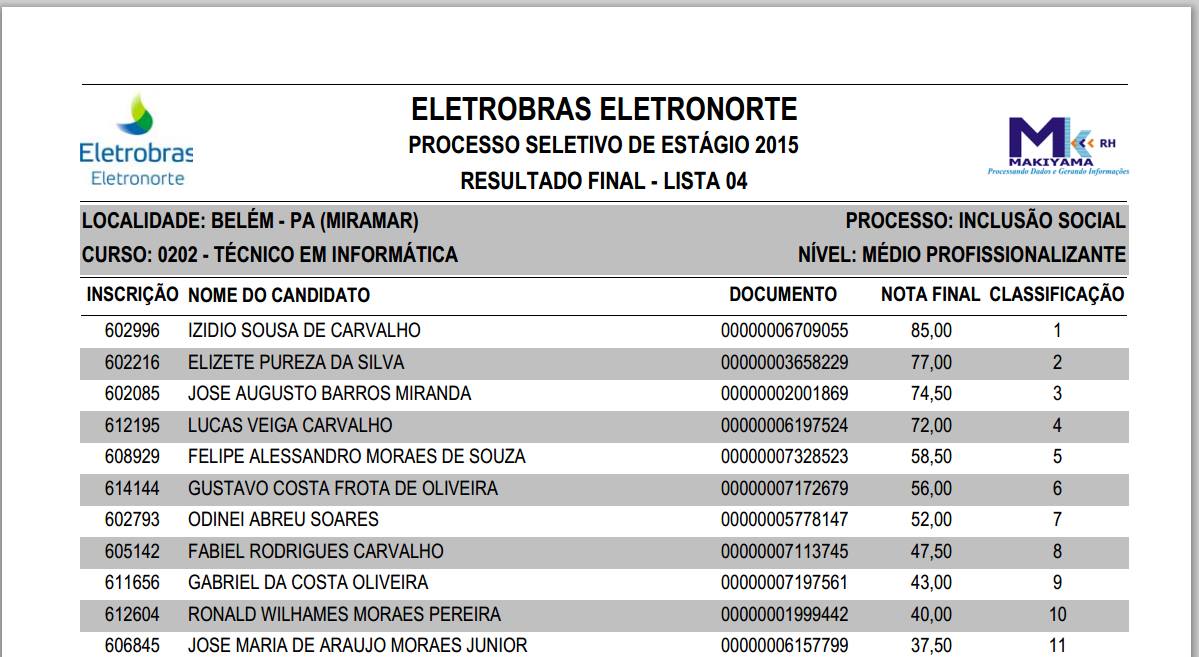 ELETROBRAS ELETRONORTE
PROCESSO SELETIVO DE ESTÁGIO 2015
RESULTADO FINAL - LISTA 04
Eletrobras
Eletronorte
MK RH
MAKIYAMA
Processando Dados e Gerando Informações
LOCALIDADE: BELÉM - PA (MIRAMAR) PROCESSO: INCLUSÃO SOCIAL
CURSO: 0202 - TÉCNICO EM INFORMÁTICA NÍVEL: MÉDIO PROFISSIONALIZANTE
INSCRIÇÃO NOME DO CANDIDATO DOCUMENTO NOTA FINAL CLASSIFICAÇÃO
602996 IZIDIO SOUSA DE CARVALHO 00000006709055 85,00 1
602216 ELIZETE PUREZA DA SILVA 00000003658229 77,00 2
602085 JOSE AUGUSTO BARROS MIRANDA 00000002001869 74,50 3
612195 LUCAS VEIGA CARVALHO 00000006197524 72,00 4
608929 FELIPE ALESSANDRO MORAES DE SOUZA 00000007328523 58,50 5
614144 GUSTAVO COSTA FROTA DE OLIVEIRA 00000007172679 56,00 6
602793 ODINEI ABREU SOARES 00000005778147 52,00 7
605142 FABIEL RODRIGUES CARVALHO 00000007113745 47,50 8
611656 GABRIEL DA COSTA OLIVEIRA 00000007197561 43,00 9
612604 RONALD WILHAMES MORAES PEREIRA 00000001999442 40,00 10
606845 JOSE MARIA DE ARAUJO MORAES JUNIOR 00000006157799 37,50 11